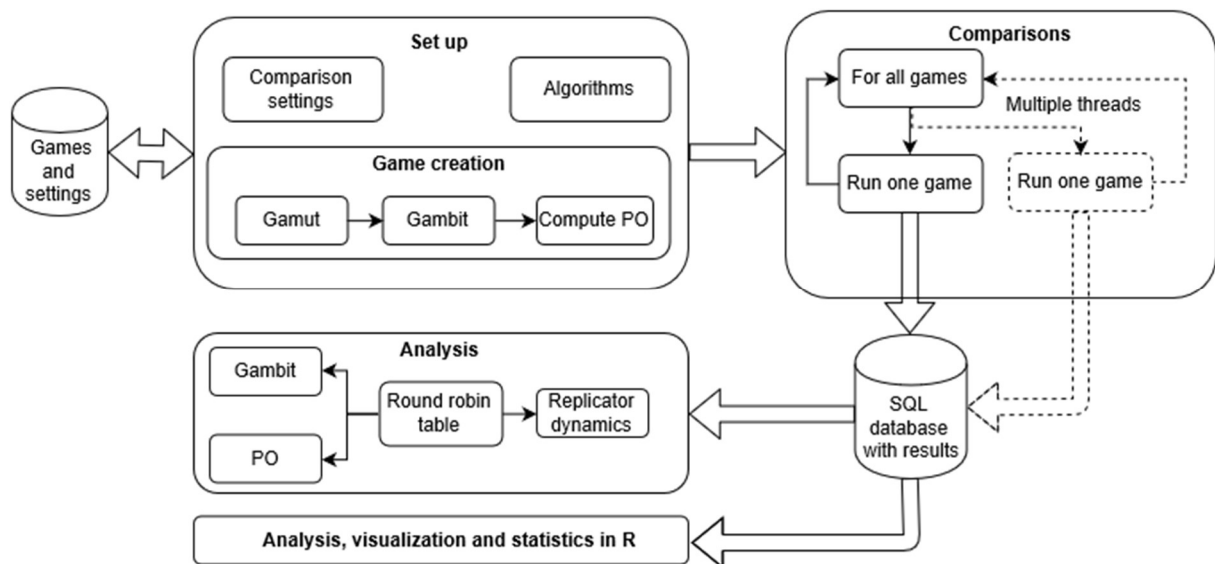 Set up
Comparison
settings
Algorithms
Games
and
settings
Game creation
Gamut
Gambit
Compute PO
Comparisons
For all games
Multiple threads
Run one game
Run one game
Analysis
Gambit
PO
Round robin
table
Replicator
dynamics
SQL
database
with results
Analysis, visualization and statistics in R